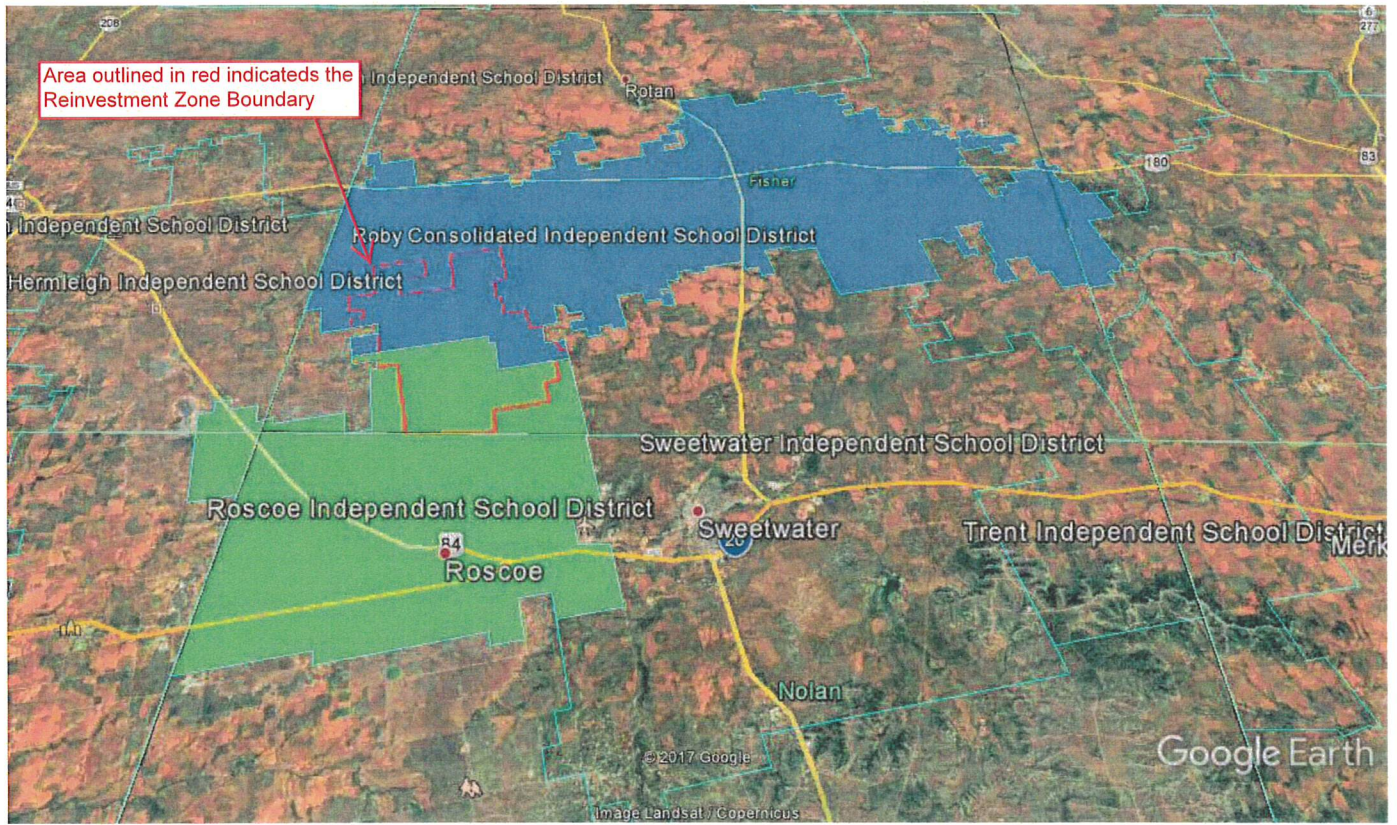 208
6
277
Area outlined in red indicateds the
Reinvestment Zone Boundary
Independent School District
Rotan
180
83
Fisher
Independent School District
Roby Consolidated Independent School District
Hermleigh Independent School District
Sweetwater Independent School District
Roscoe Independent School District
Sweetwater
Trent Independent School District
Merk
84
Roscoe
Nolan
© 2017 Google
Google Earth
Image Landsat / Copernicus